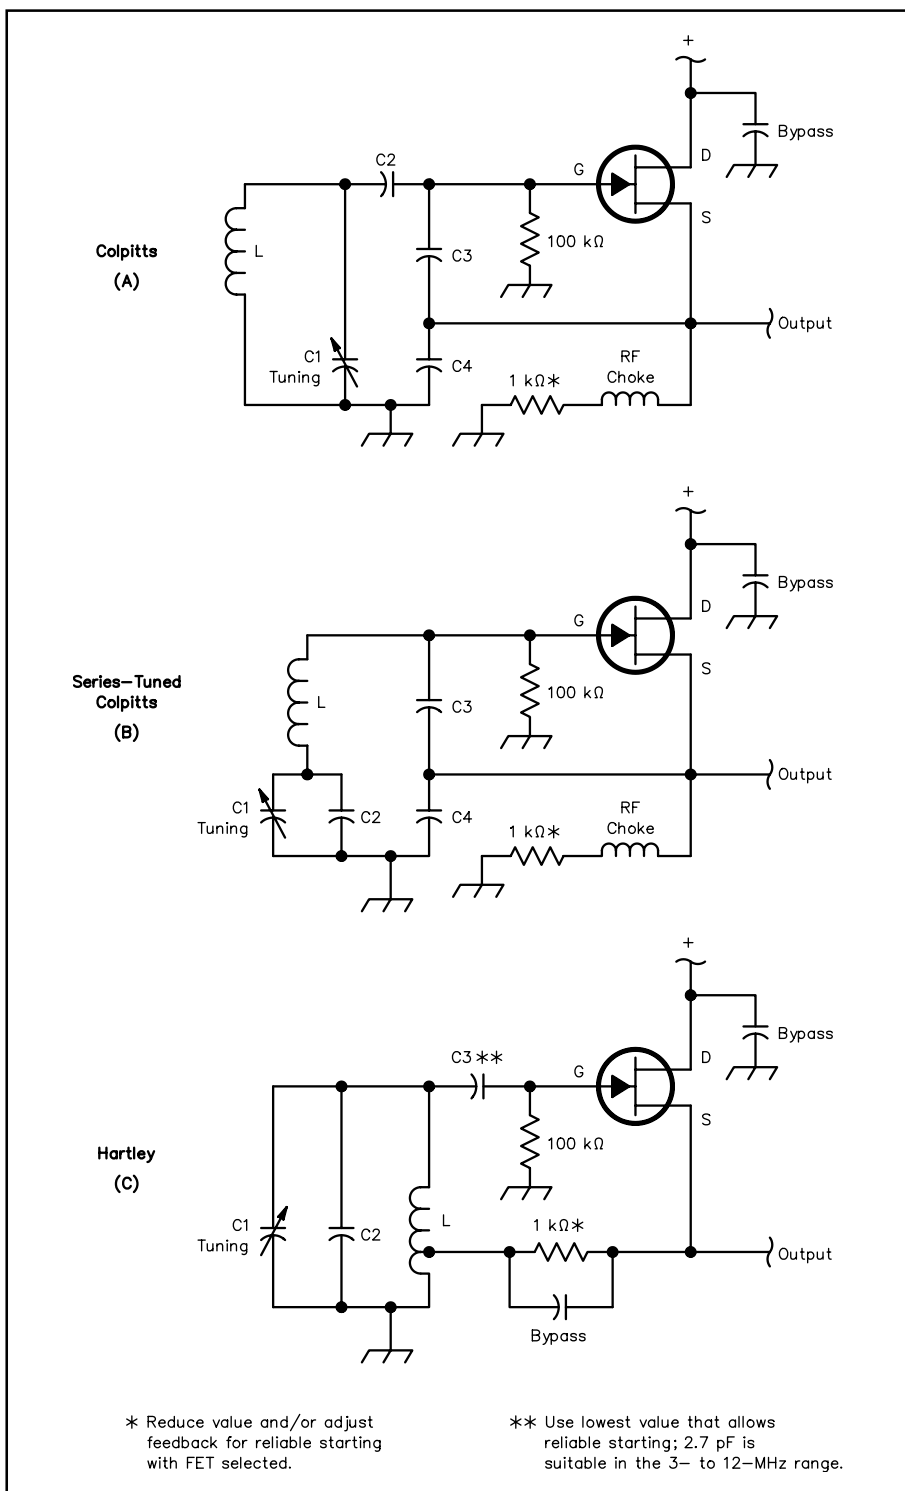 +
Bypass
D
G
S
C2
100 kΩ
L
C3
Colpitts
(A)
Output
C1
Tuning
C4
1 kΩ*
RF
Choke
+
Bypass
D
G
S
Series–Tuned
Colpitts
(B)
L
C3
100 kΩ
Output
C1
Tuning
C2
C4
1 kΩ*
RF
Choke
+
Bypass
D
C3**
G
S
100 kΩ
Hartley
(C)
C1
Tuning
C2
L
1 kΩ*
Output
Bypass
* Reduce value and/or adjust
feedback for reliable starting
with FET selected.
** Use lowest value that allows
reliable starting; 2.7 pF is
suitable in the 3– to 12–MHz range.